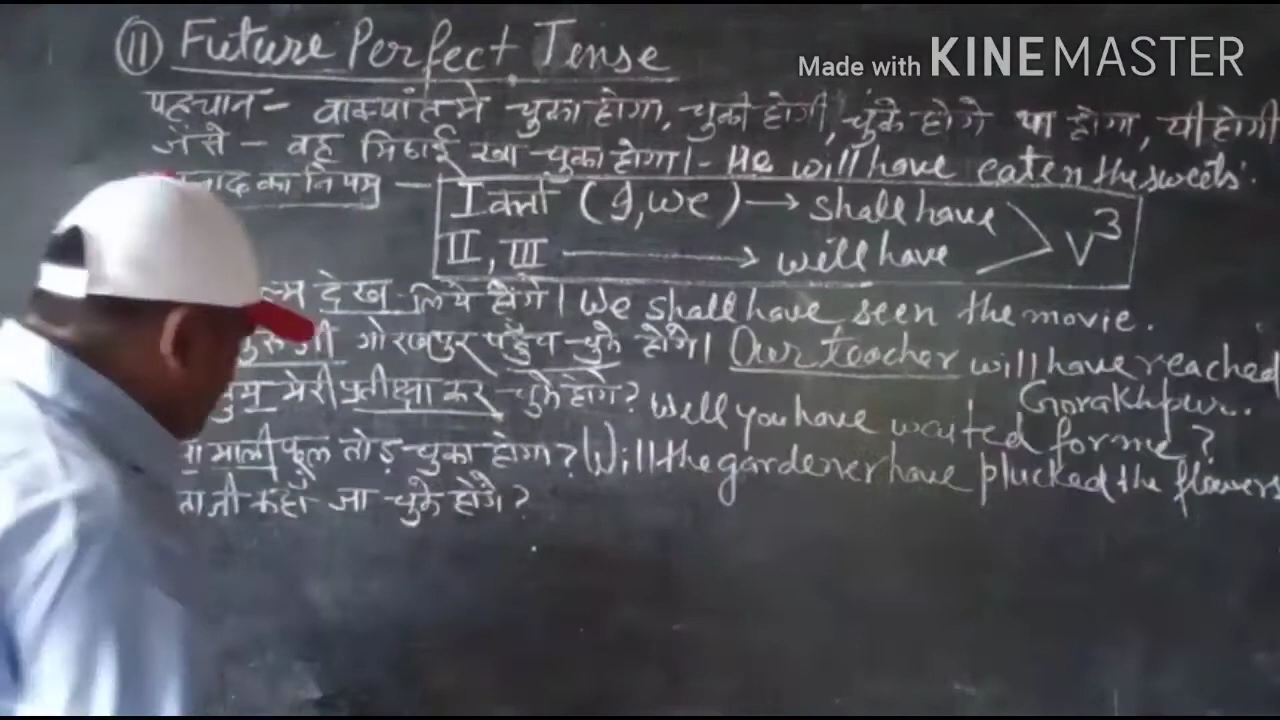 ⑪ Future Perfect Tense
Made with KINEMASTER
पहचान - वाक्यांत मे चुका होगा, चुकी होगी, चुके होंगे या होगा, यी होगी
जैसे - वह मिठाई खा चुका होगा। - He will have eaten the sweets.
का नियम -
I कर्ता (I, we) → shall have
II, III → will have > V³
देख लिये होंगे। We shall have seen the movie.
गोरखपुर पहुँच चुके होंगे। Our teacher will have reached
Gorakhpur.
तुम मेरी प्रतीक्षा कर चुके होगे? Well you have waited for me?
माली फूल तोड़ चुका होगा? Will the gardener have plucked the flowers
कहाँ जा चुके होंगे?